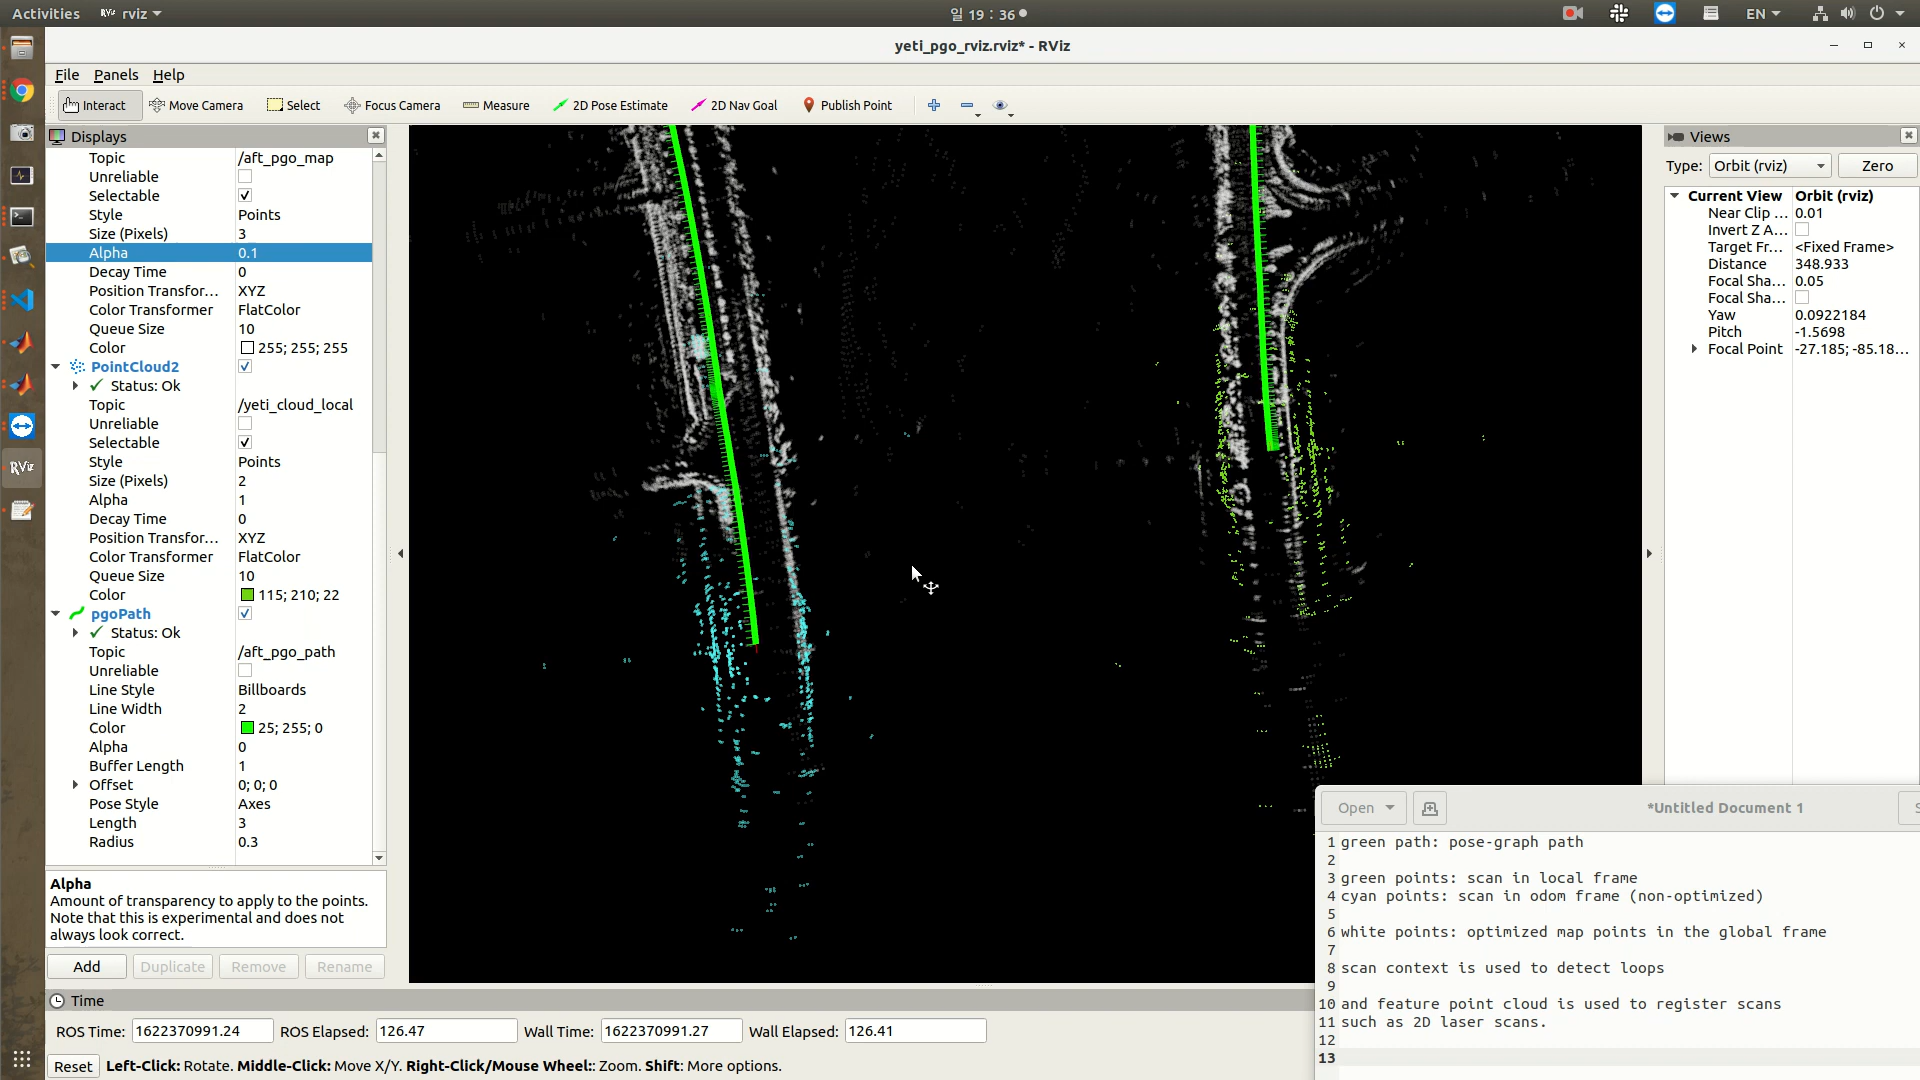 Activities
RViz rviz
일 19 : 36
EN
yeti_pgo_rviz.rviz* - RViz
File Panels Help
Interact Move Camera Select Focus Camera Measure 2D Pose Estimate 2D Nav Goal Publish Point
Displays
Topic /aft_pgo_map
Unreliable
Selectable
Style Points
Size (Pixels) 3
Alpha 0.1
Decay Time 0
Position Transfor... XYZ
Color Transformer FlatColor
Queue Size 10
Color 255; 255; 255
PointCloud2
Status: Ok
Topic /yeti_cloud_local
Unreliable
Selectable
Style Points
Size (Pixels) 2
Alpha 1
Decay Time 0
Position Transfor... XYZ
Color Transformer FlatColor
Queue Size 10
Color 115; 210; 22
pgoPath
Status: Ok
Topic /aft_pgo_path
Unreliable
Line Style Billboards
Line Width 2
Color 25; 255; 0
Alpha 0
Buffer Length 1
Offset 0; 0; 0
Pose Style Axes
Length 3
Radius 0.3
Alpha
Amount of transparency to apply to the points.
Note that this is experimental and does not
always look correct.
Add Duplicate Remove Rename
Views
Type: Orbit (rviz) Zero
Current View Orbit (rviz)
Near Clip ... 0.01
Invert Z A...
Target Fr... <Fixed Frame>
Distance 348.933
Focal Sha... 0.05
Focal Sha...
Yaw 0.0922184
Pitch -1.5698
Focal Point -27.185; -85.18...
Open *Untitled Document 1 S
1 green path: pose-graph path
2
3 green points: scan in local frame
4 cyan points: scan in odom frame (non-optimized)
5
6 white points: optimized map points in the global frame
7
8 scan context is used to detect loops
9
10 and feature point cloud is used to register scans
11 such as 2D laser scans.
12
13
Time
ROS Time: 1622370991.24 ROS Elapsed: 126.47 Wall Time: 1622370991.27 Wall Elapsed: 126.41
Reset Left-Click: Rotate. Middle-Click: Move X/Y. Right-Click/Mouse Wheel:: Zoom. Shift: More options.
RViz